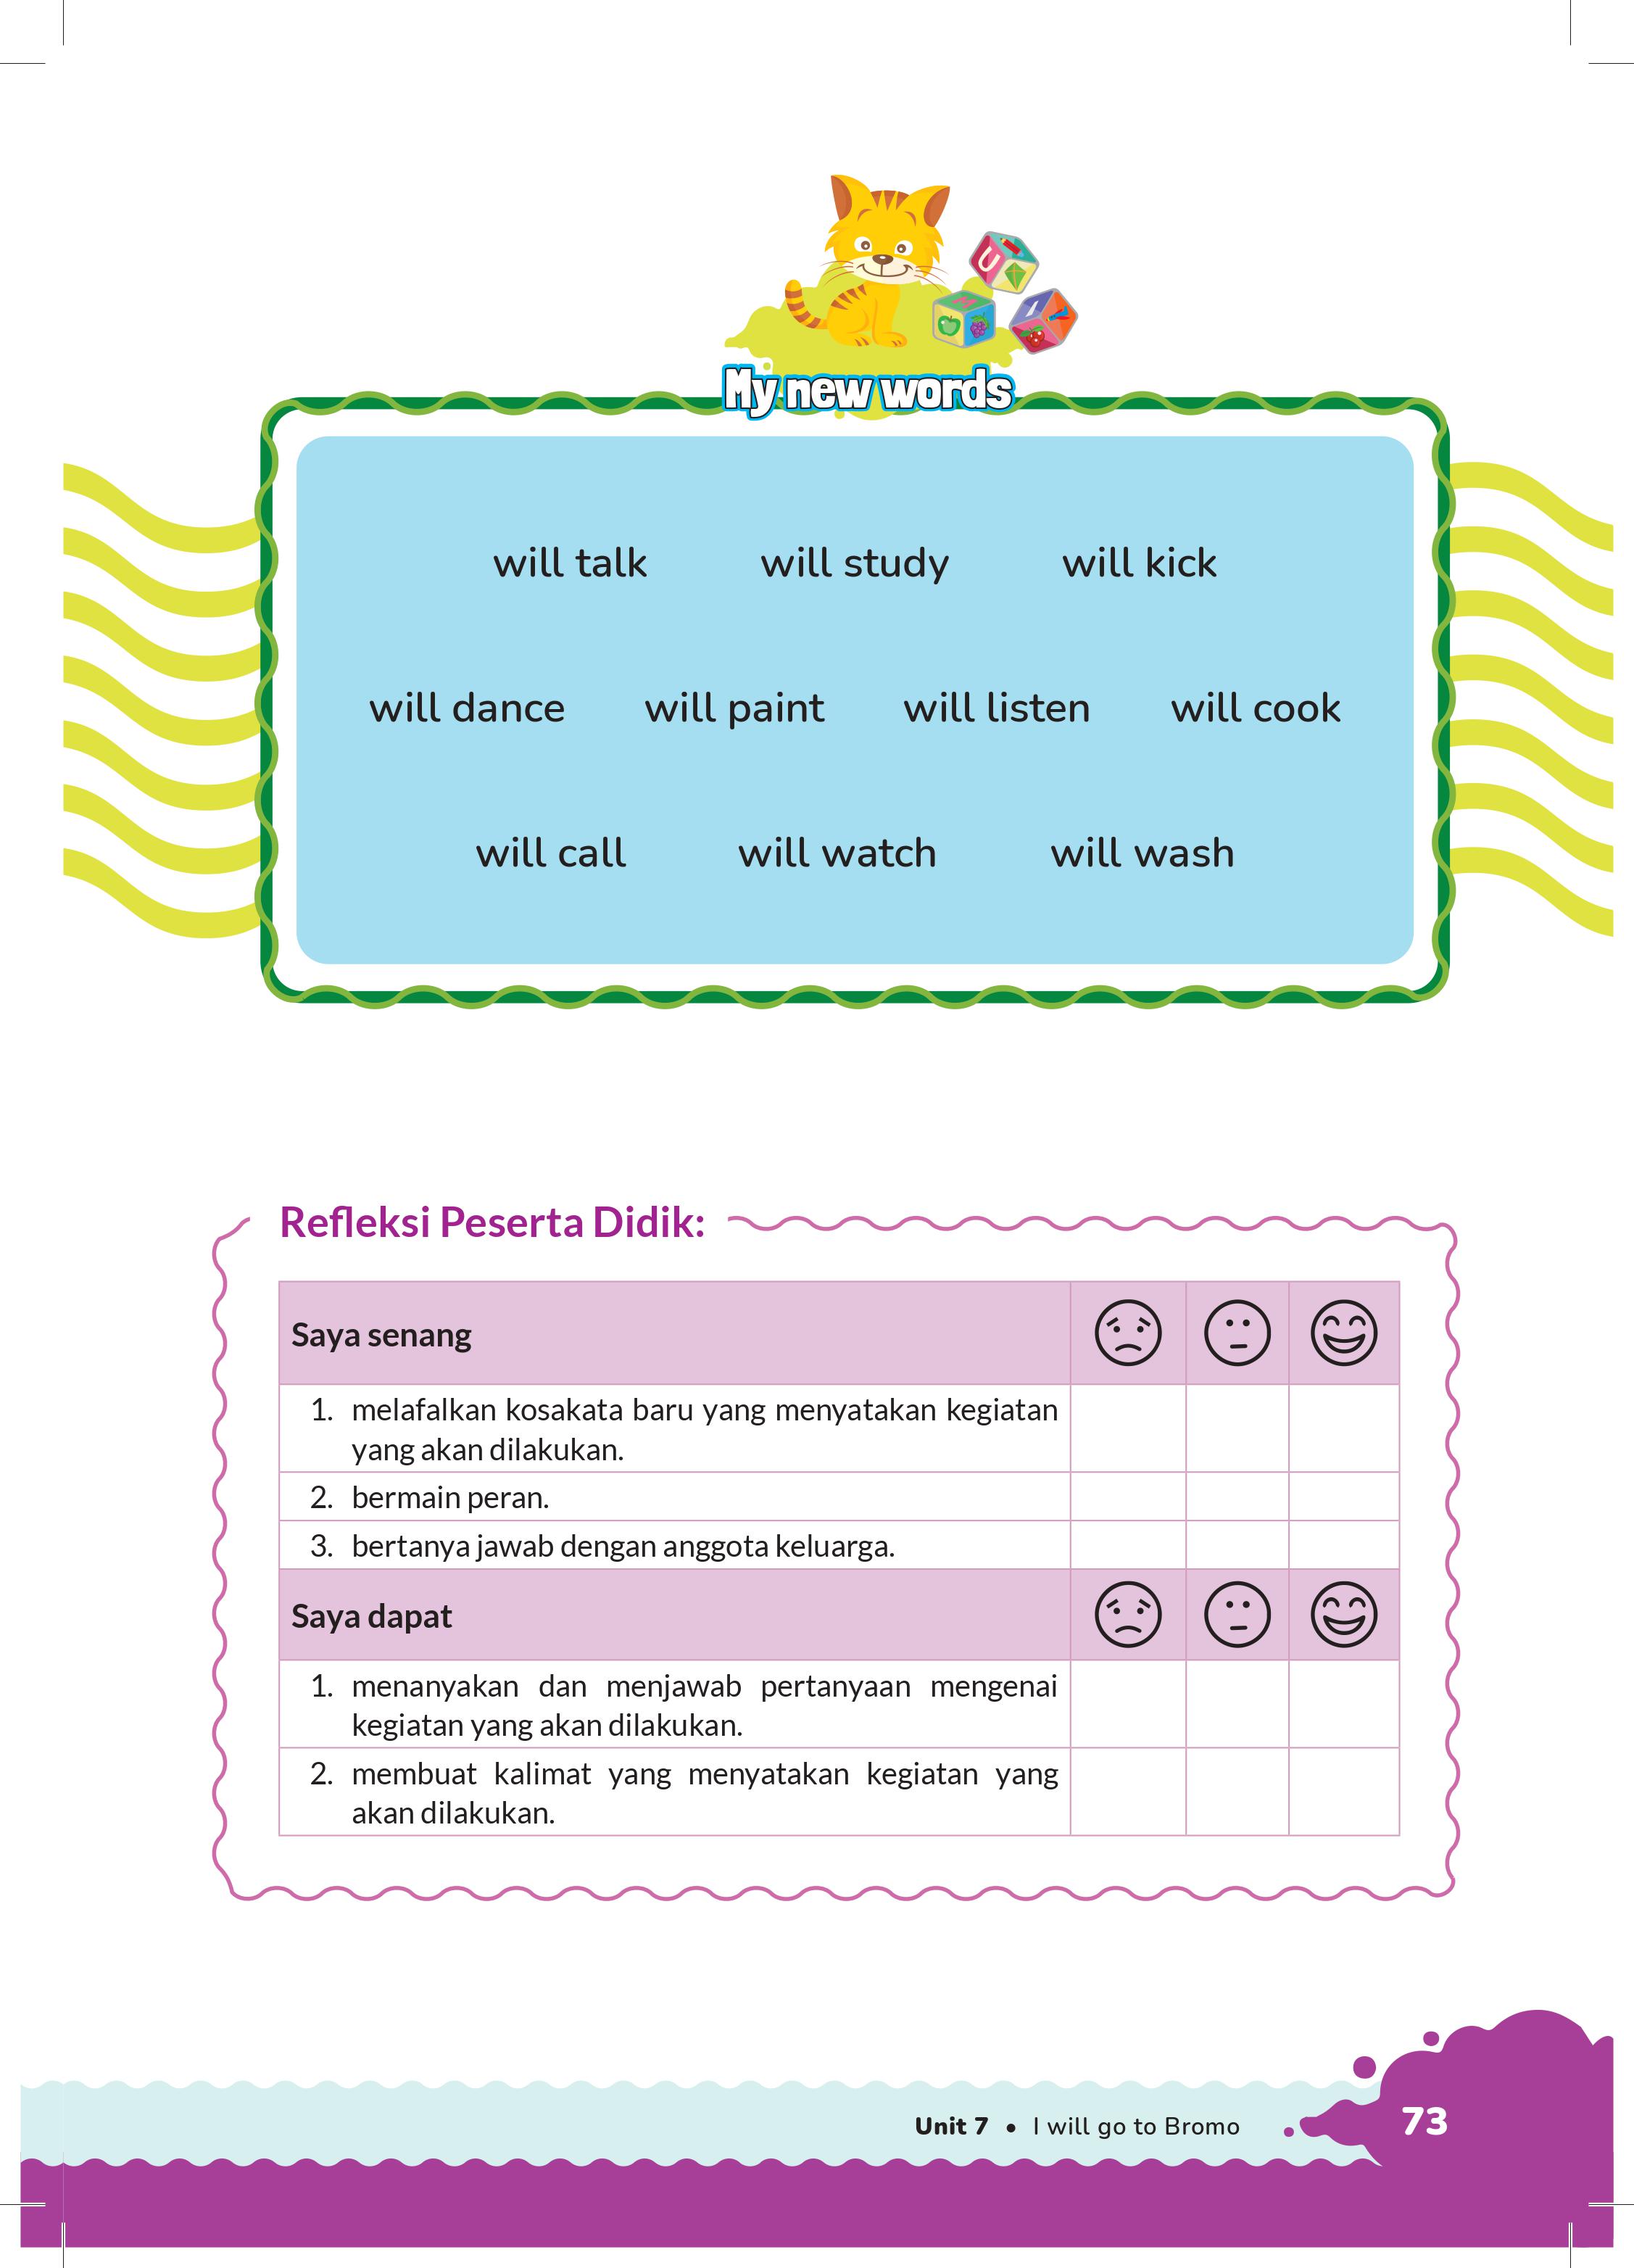 My new words
will talk will study will kick
will dance will paint will listen will cook
will call will watch will wash
Refleksi Peserta Didik:
Saya senang
1. melafalkan kosakata baru yang menyatakan kegiatan
yang akan dilakukan.
2. bermain peran.
3. bertanya jawab dengan anggota keluarga.
Saya dapat
1. menanyakan dan menjawab pertanyaan mengenai
kegiatan yang akan dilakukan.
2. membuat kalimat yang menyatakan kegiatan yang
akan dilakukan.
Unit 7 • I will go to Bromo 73